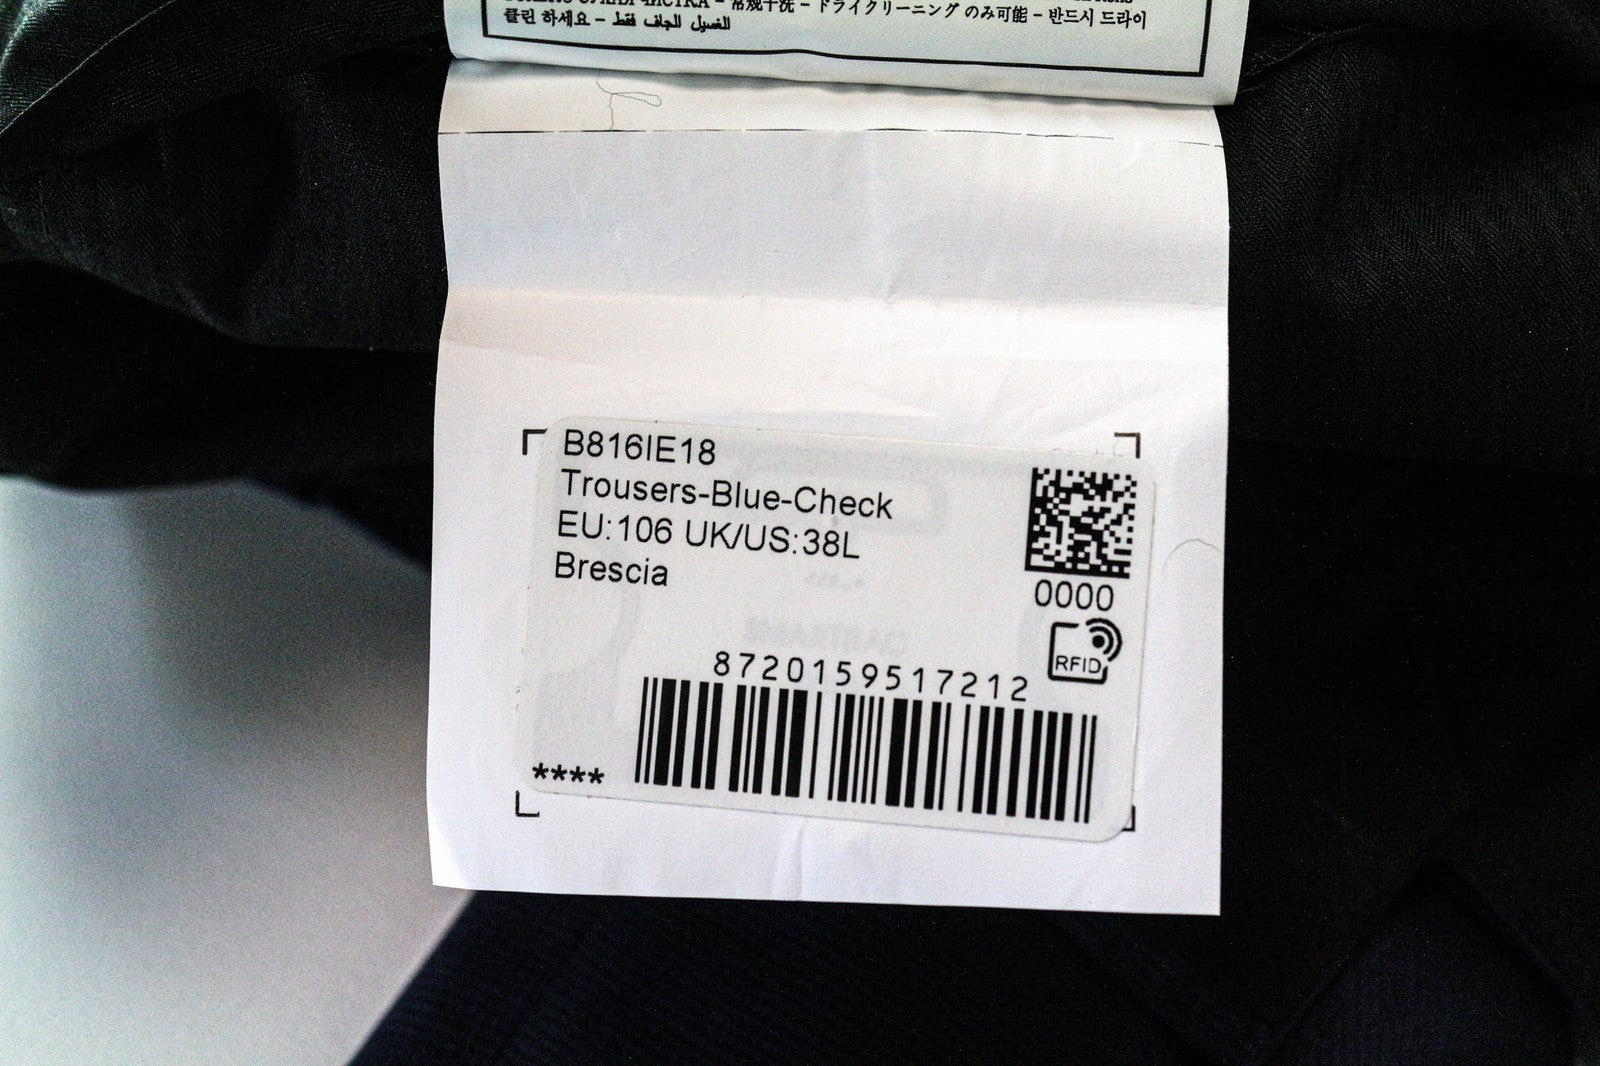 СУХАЯ ЧИСТКА - 常规干洗 - ドライクリーニング のみ可能 - 반드시 드라이
클린 하세요 - الغسيل الجاف فقط
B816IE18
Trousers-Blue-Check
EU:106 UK/US:38L
Brescia
0000
RFID
8720159517212
****